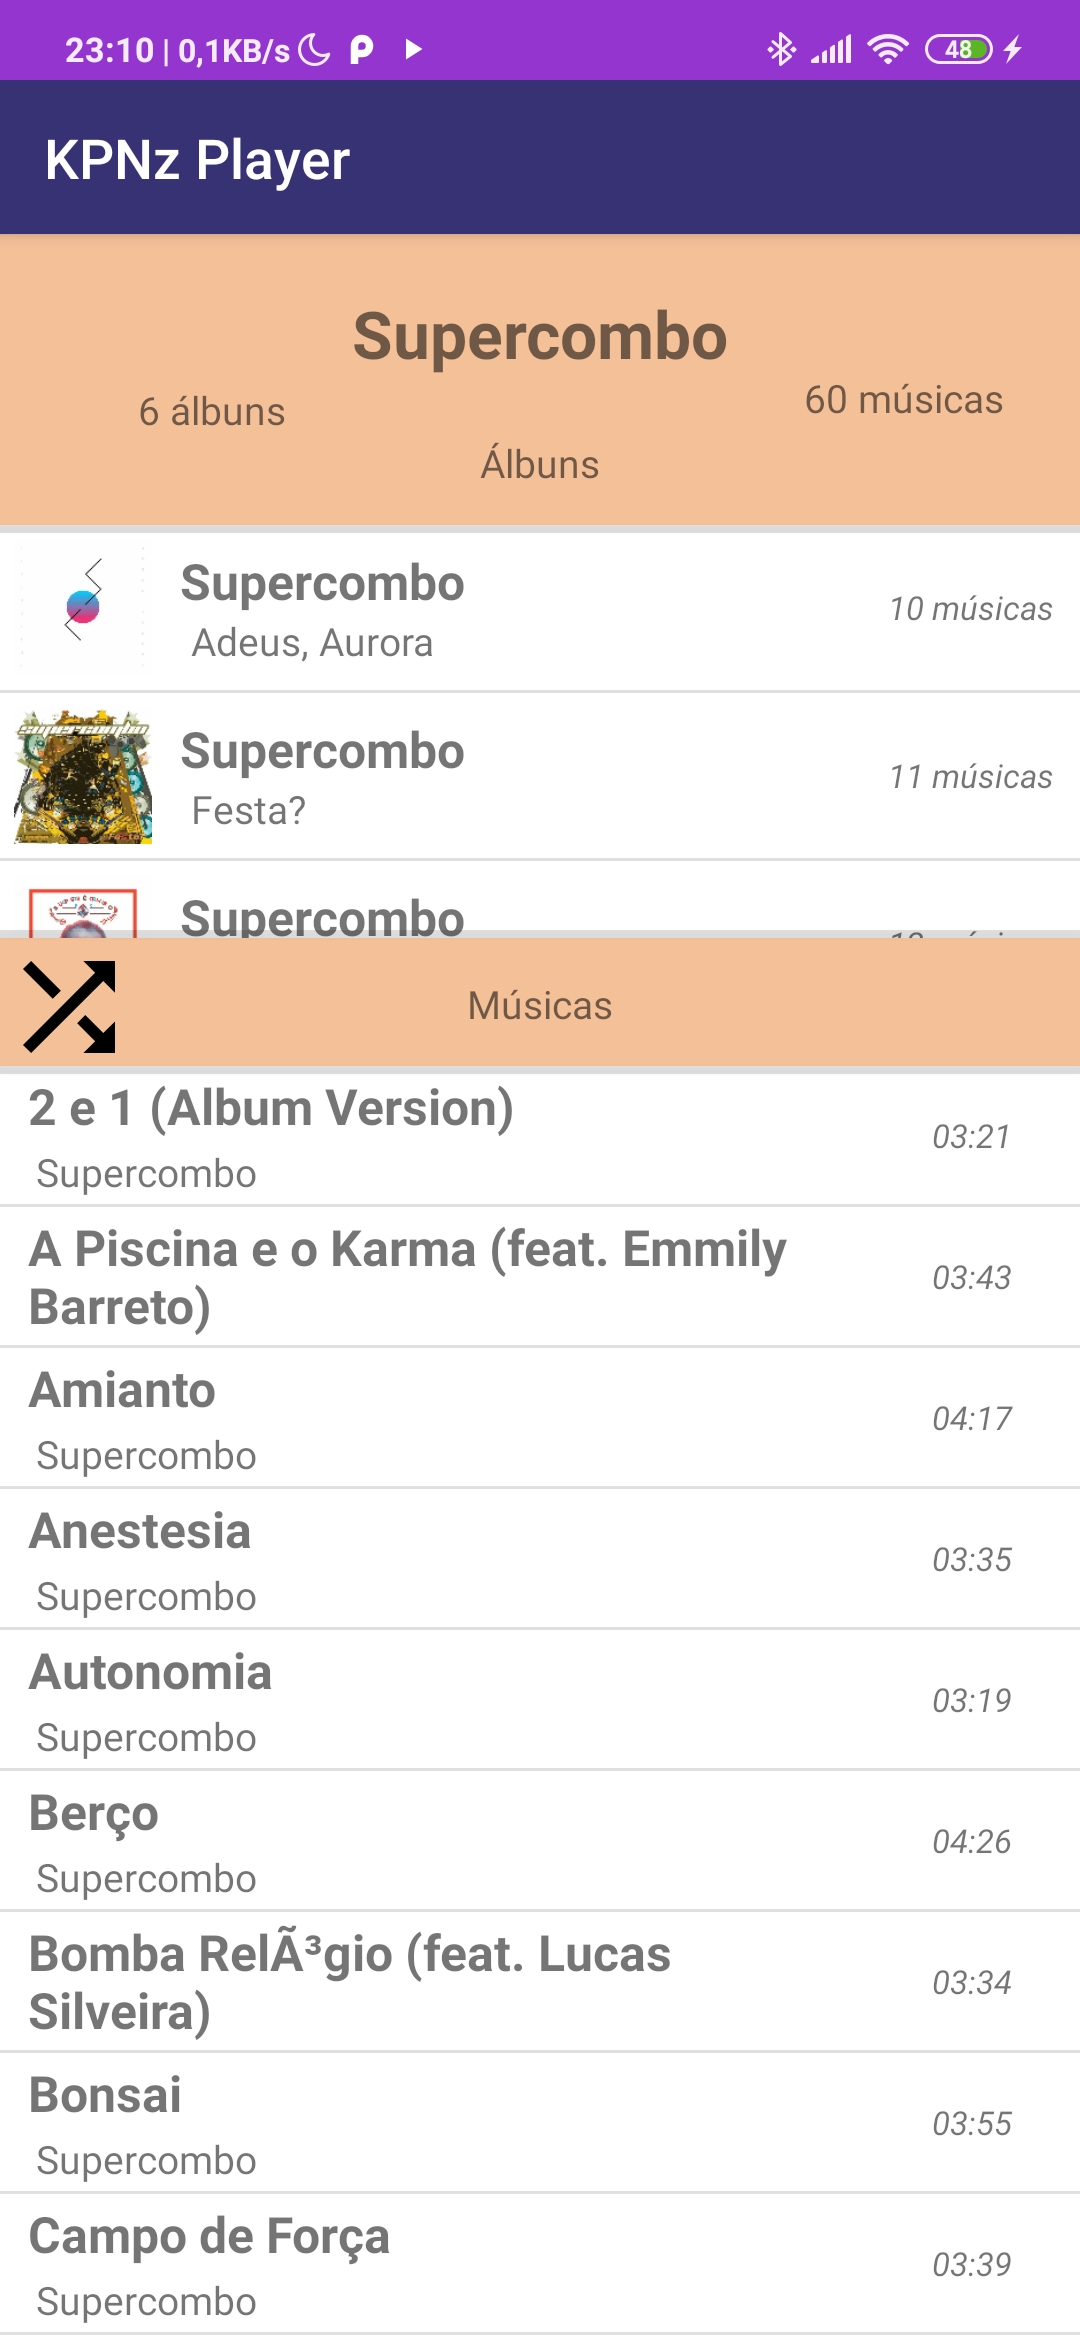 23:10 | 0,1KB/s
48
KPNz Player
Supercombo
6 álbuns
60 músicas
Álbuns
Supercombo
10 músicas
Adeus, Aurora
supercombo
Supercombo
11 músicas
Festa?
Supercombo
Músicas
2 e 1 (Album Version)
03:21
Supercombo
A Piscina e o Karma (feat. Emmily
Barreto)
03:43
Amianto
04:17
Supercombo
Anestesia
03:35
Supercombo
Autonomia
03:19
Supercombo
Berço
04:26
Supercombo
Bomba RelÃ³gio (feat. Lucas
Silveira)
03:34
Bonsai
03:55
Supercombo
Campo de Força
03:39
Supercombo